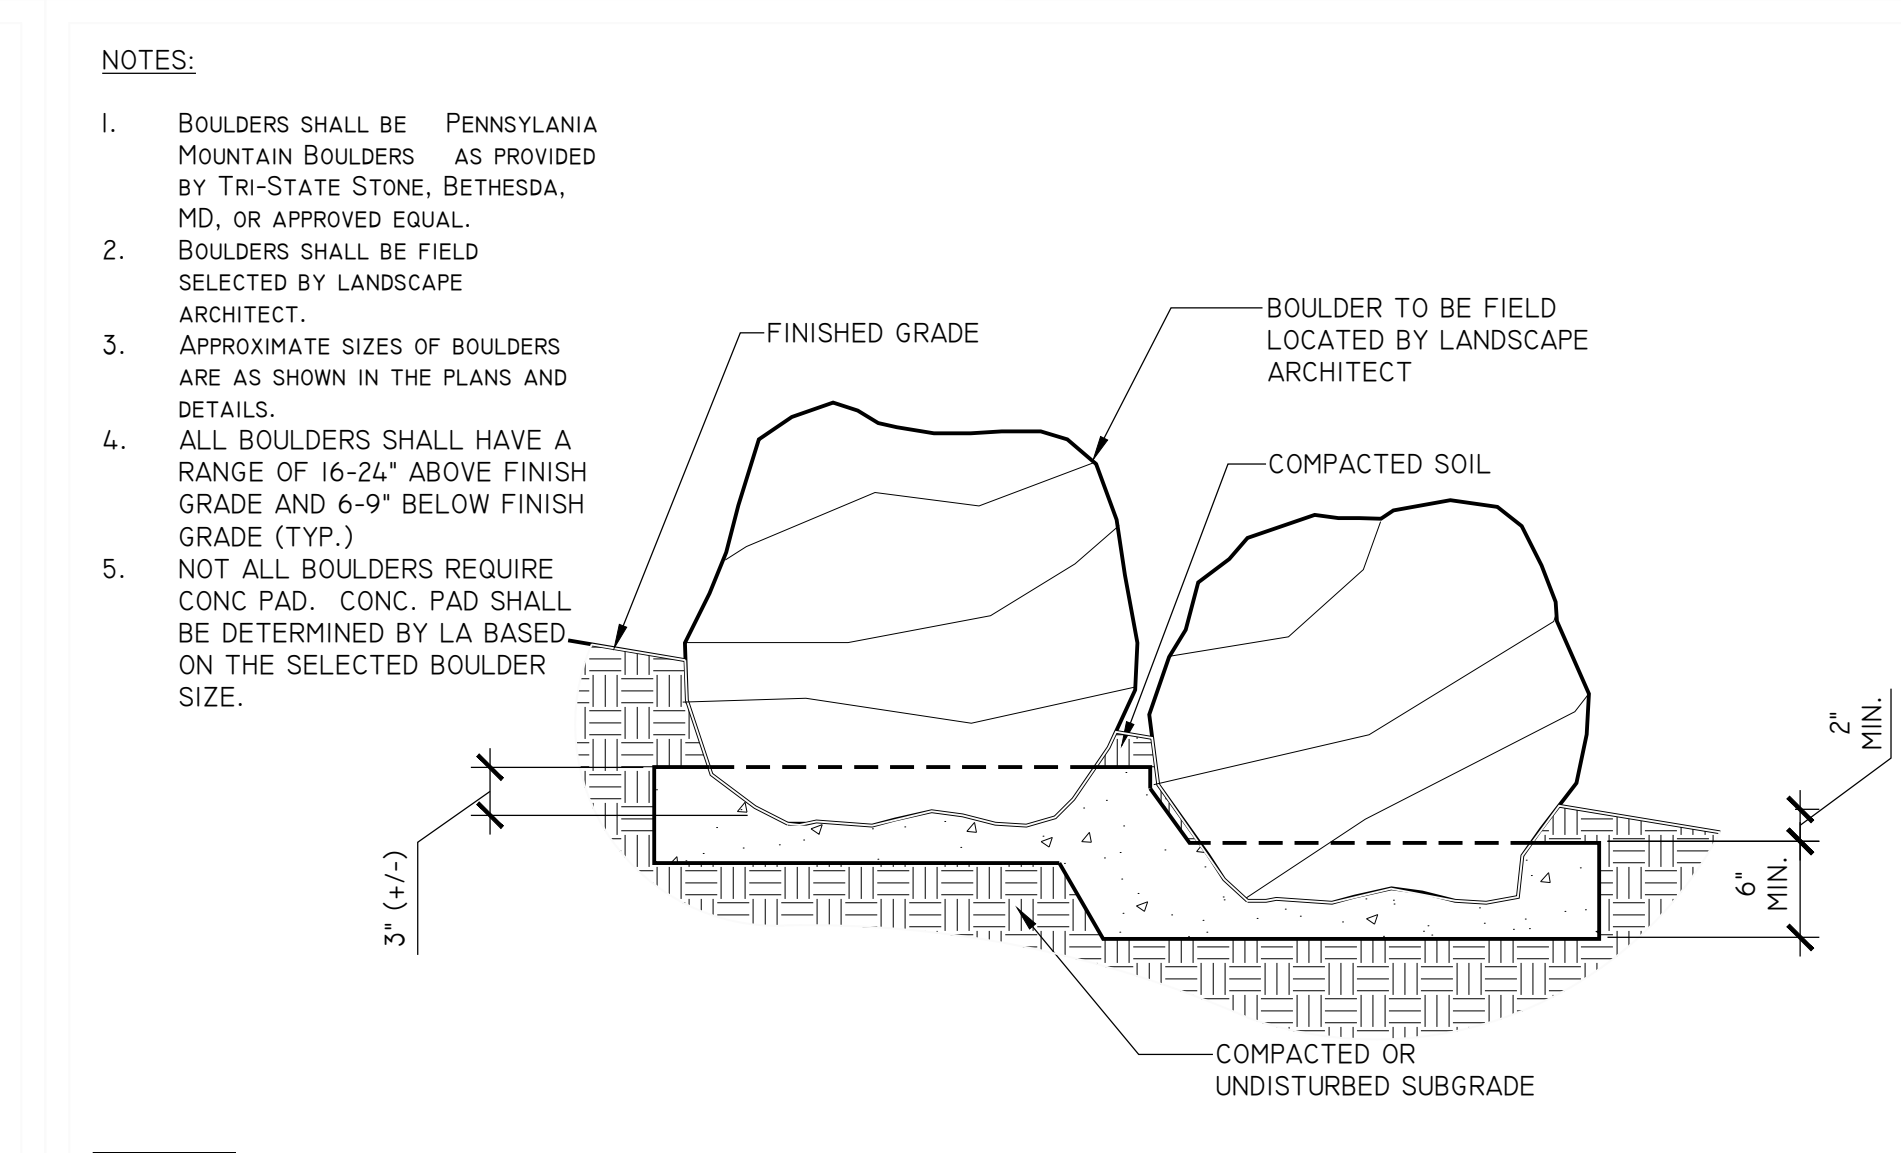 NOTES:
1. BOULDERS SHALL BE PENNSYLANIA
MOUNTAIN BOULDERS AS PROVIDED
BY TRI-STATE STONE, BETHESDA,
MD, OR APPROVED EQUAL.
2. BOULDERS SHALL BE FIELD
SELECTED BY LANDSCAPE
ARCHITECT.
3. APPROXIMATE SIZES OF BOULDERS
ARE AS SHOWN IN THE PLANS AND
DETAILS.
4. ALL BOULDERS SHALL HAVE A
RANGE OF 16-24" ABOVE FINISH
GRADE AND 6-9" BELOW FINISH
GRADE (TYP.)
5. NOT ALL BOULDERS REQUIRE
CONC PAD. CONC. PAD SHALL
BE DETERMINED BY LA BASED
ON THE SELECTED BOULDER
SIZE.
FINISHED GRADE
BOULDER TO BE FIELD
LOCATED BY LANDSCAPE
ARCHITECT
COMPACTED SOIL
2"
MIN.
6"
MIN.
3" (+/-)
COMPACTED OR
UNDISTURBED SUBGRADE